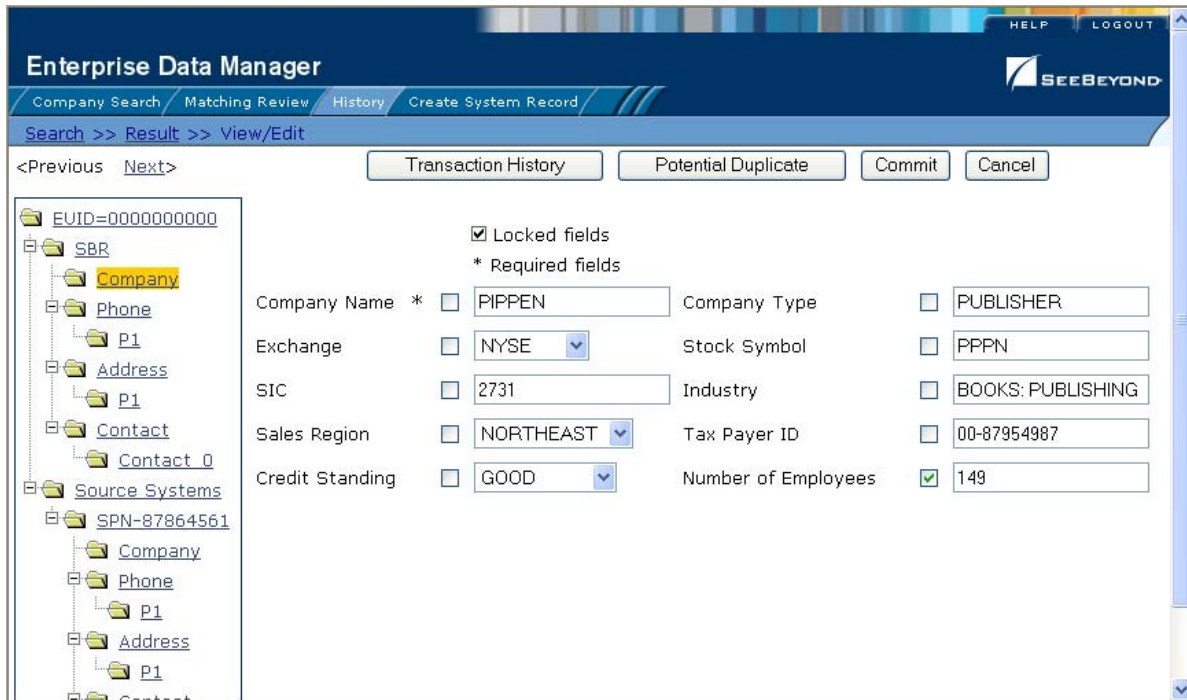 HELP LOGOUT
Enterprise Data Manager
SEEBEYOND
Company Search Matching Review History Create System Record
Search >> Result >> View/Edit
<Previous Next> Transaction History Potential Duplicate Commit Cancel
EUID=0000000000
SBR
Company
Phone
P1
Address
P1
Contact
Contact 0
Source Systems
SPN-87864561
Company
Phone
P1
Address
P1
Contact
Locked fields
* Required fields
Company Name * PIPPEN Company Type PUBLISHER
Exchange NYSE Stock Symbol PPPN
SIC 2731 Industry BOOKS: PUBLISHING
Sales Region NORTHEAST Tax Payer ID 00-87954987
Credit Standing GOOD Number of Employees 149